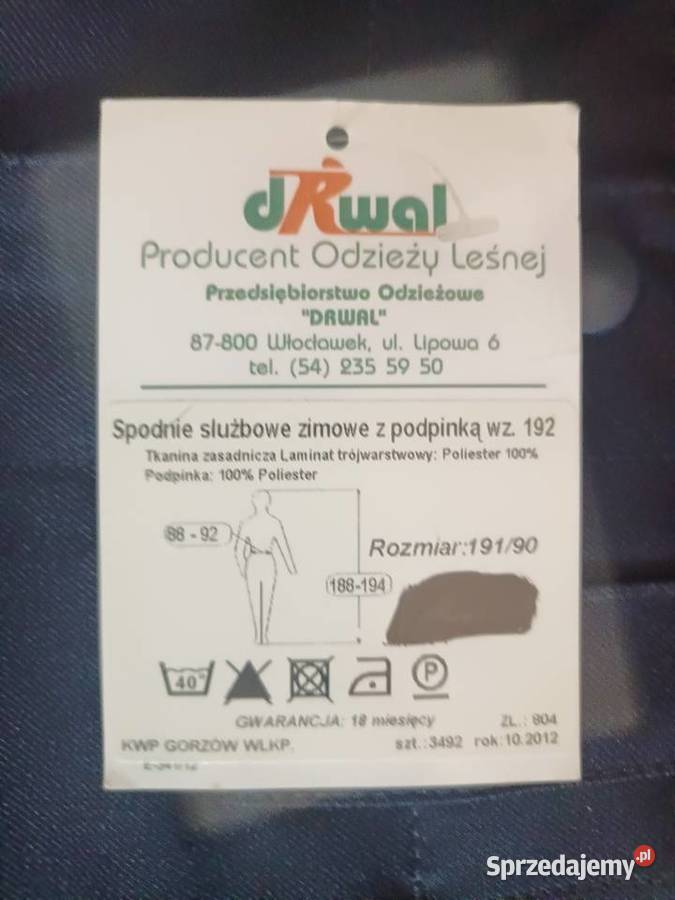 dRwal
Producent Odzieży Leśnej
Przedsiębiorstwo Odzieżowe
"DRWAL"
87-800 Włocławek, ul. Lipowa 6
tel. (54) 235 59 50
Spodnie służbowe zimowe z podpinką wz. 192
Tkanina zasadnicza Laminat trójwarstwowy: Poliester 100%
Podpinka: 100% Poliester
88 - 92
Rozmiar:191/90
188-194
40°
P
GWARANCJA: 18 miesięcy ZL.: 804
KWP GORZÓW WLKP. szt.:3492 rok:10.2012
Sprzedajemy.pl